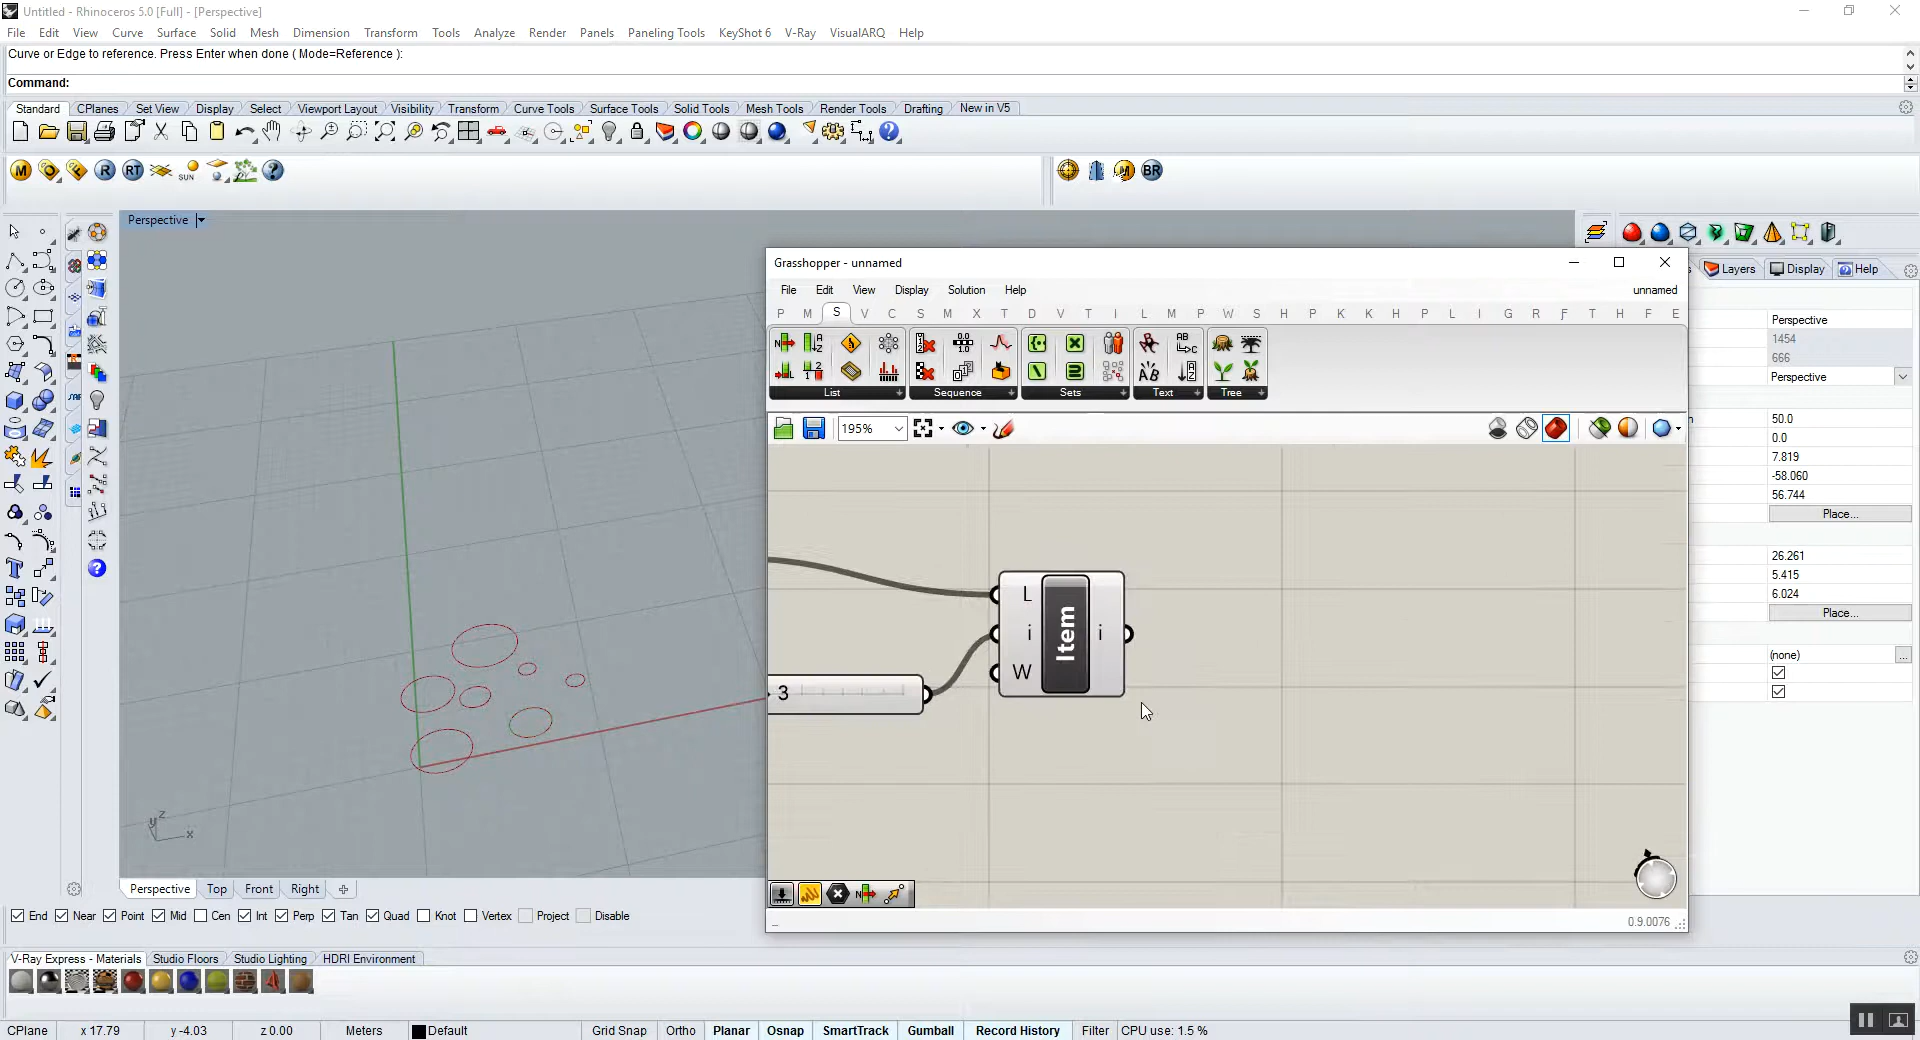 Untitled - Rhinoceros 5.0 [Full] - [Perspective]
File Edit View Curve Surface Solid Mesh Dimension Transform Tools Analyze Render Panels Paneling Tools KeyShot 6 V-Ray VisualARQ Help
Curve or Edge to reference. Press Enter when done ( Mode=Reference ):
Command:
Standard CPlanes Set View Display Select Viewport Layout Visibility Transform Curve Tools Surface Tools Solid Tools Mesh Tools Render Tools Drafting New in V5
M O F R RT SUN M BR
Perspective
Grasshopper - unnamed
File Edit View Display Solution Help unnamed
P M S V C S M X T D V T I L M P W S H P K H P L I R F T H F E
List Sequence Sets Text Tree
195%
L
i
W
Item
i
3
0.9.0076
s Layers Display Help
Perspective
1454
666
Perspective
50.0
0.0
7.819
-58.060
56.744
Place...
26.261
5.415
6.024
Place...
(none) ...
z
y
x
Perspective Top Front Right
End Near Point Mid Cen Int Perp Tan Quad Knot Vertex Project Disable
V-Ray Express - Materials Studio Floors Studio Lighting HDRI Environment
CPlane x 17.79 y -4.03 z 0.00 Meters Default Grid Snap Ortho Planar Osnap SmartTrack Gumball Record History Filter CPU use: 1.5 %